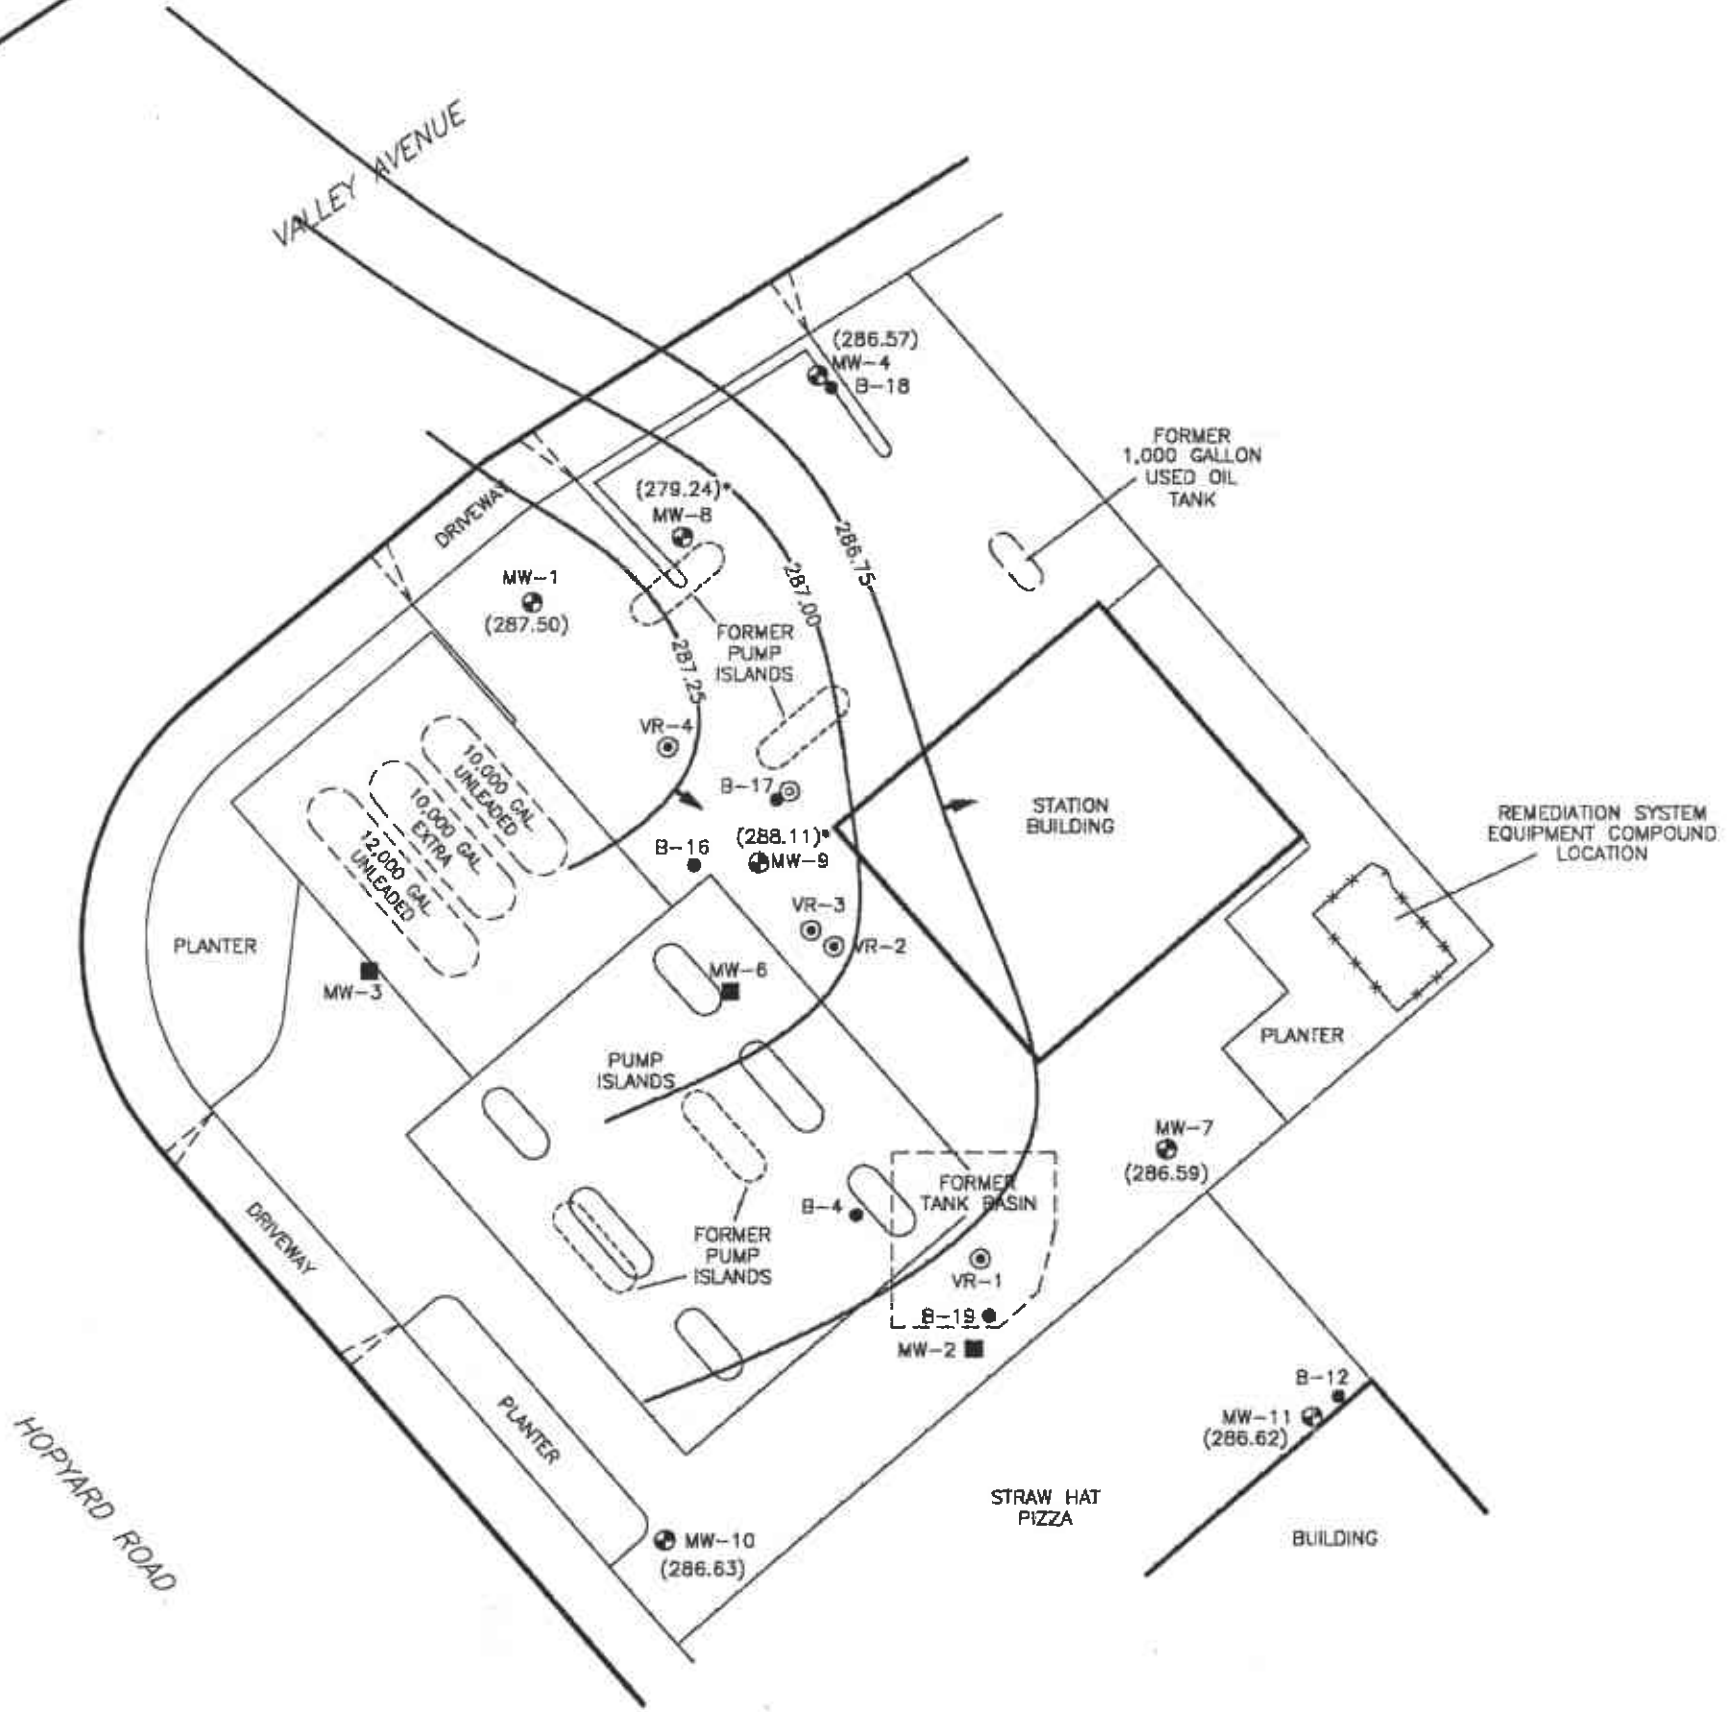 VALLEY AVENUE
(286.57)
MW-4
B-18
FORMER
1,000 GALLON
USED OIL
TANK
DRIVEWAY
(279.24)*
MW-8
286.75
MW-1
(287.50)
287.00
FORMER
PUMP
ISLANDS
287.25
VR-4
10,000 GAL.
UNLEADED
10,000 GAL.
EXTRA
12,000 GAL.
UNLEADED
B-17
(288.11)*
MW-9
B-16
STATION
BUILDING
REMEDIATION SYSTEM
EQUIPMENT COMPOUND
LOCATION
VR-3
VR-2
PLANTER
MW-3
MW-6
PLANTER
PUMP
ISLANDS
MW-7
(286.59)
FORMER
TANK BASIN
B-4
DRIVEWAY
FORMER
PUMP
ISLANDS
VR-1
B-19
MW-2
B-12
MW-11
(286.62)
PLANTER
HOPYARD ROAD
STRAW HAT
PIZZA
BUILDING
MW-10
(286.63)